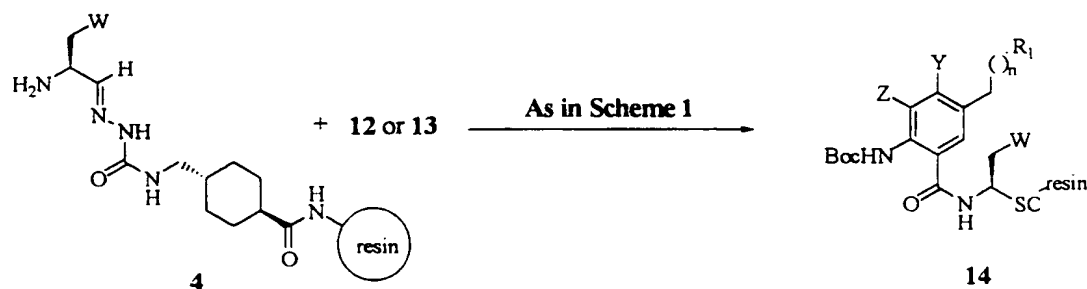 W
H₂N
H
N
NH
O
N
H
H
N
O
resin
4
+ 12 or 13
As in Scheme 1
R₁
( )ₙ
Y
Z
BocHN
W
O
N
H
SC
resin
14